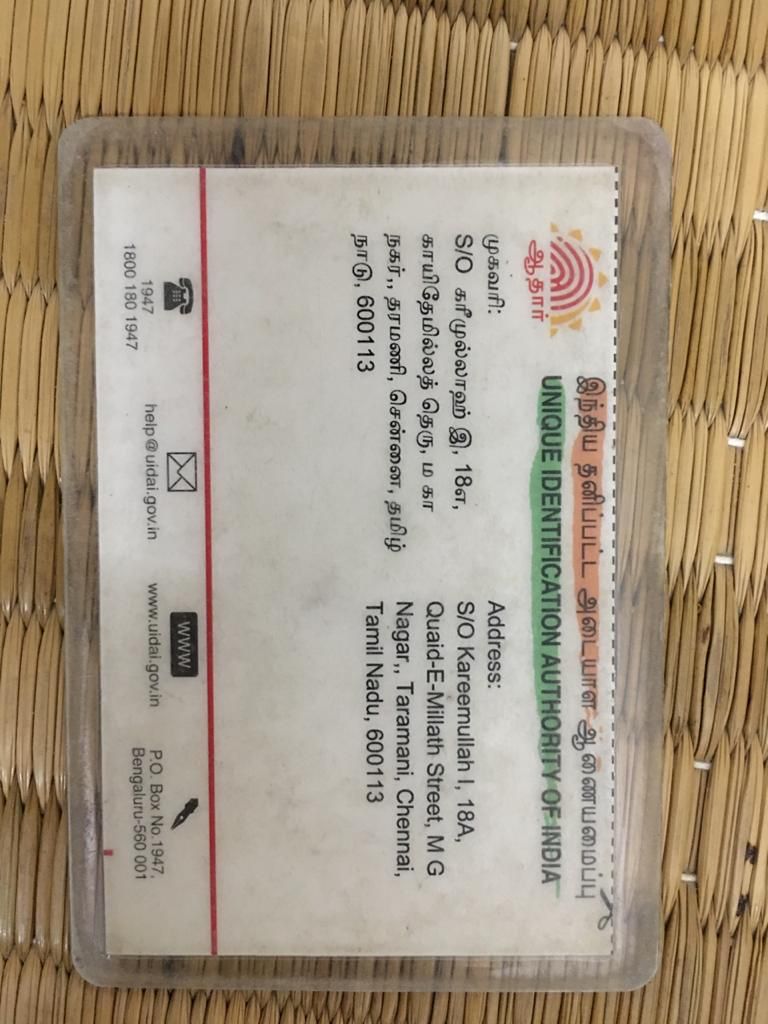 இந்திய தனிப்பட்ட அடையாள ஆணையமைப்பு
UNIQUE IDENTIFICATION AUTHORITY OF INDIA
ஆதார்
முகவரி:
S/O கரீமுல்லாஹ் இ, 18எ,
காயிதேமில்லத் தெரு, ம கா
நகர்,, தரமணி, சென்னை, தமிழ்
நாடு, 600113
Address:
S/O Kareemullah I, 18A,
Quaid-E-Millath Street, M G
Nagar,, Taramani, Chennai,
Tamil Nadu, 600113
1947
1800 180 1947
help@uidai.gov.in
WWW
www.uidai.gov.in
P.O. Box No.1947,
Bengaluru-560 001